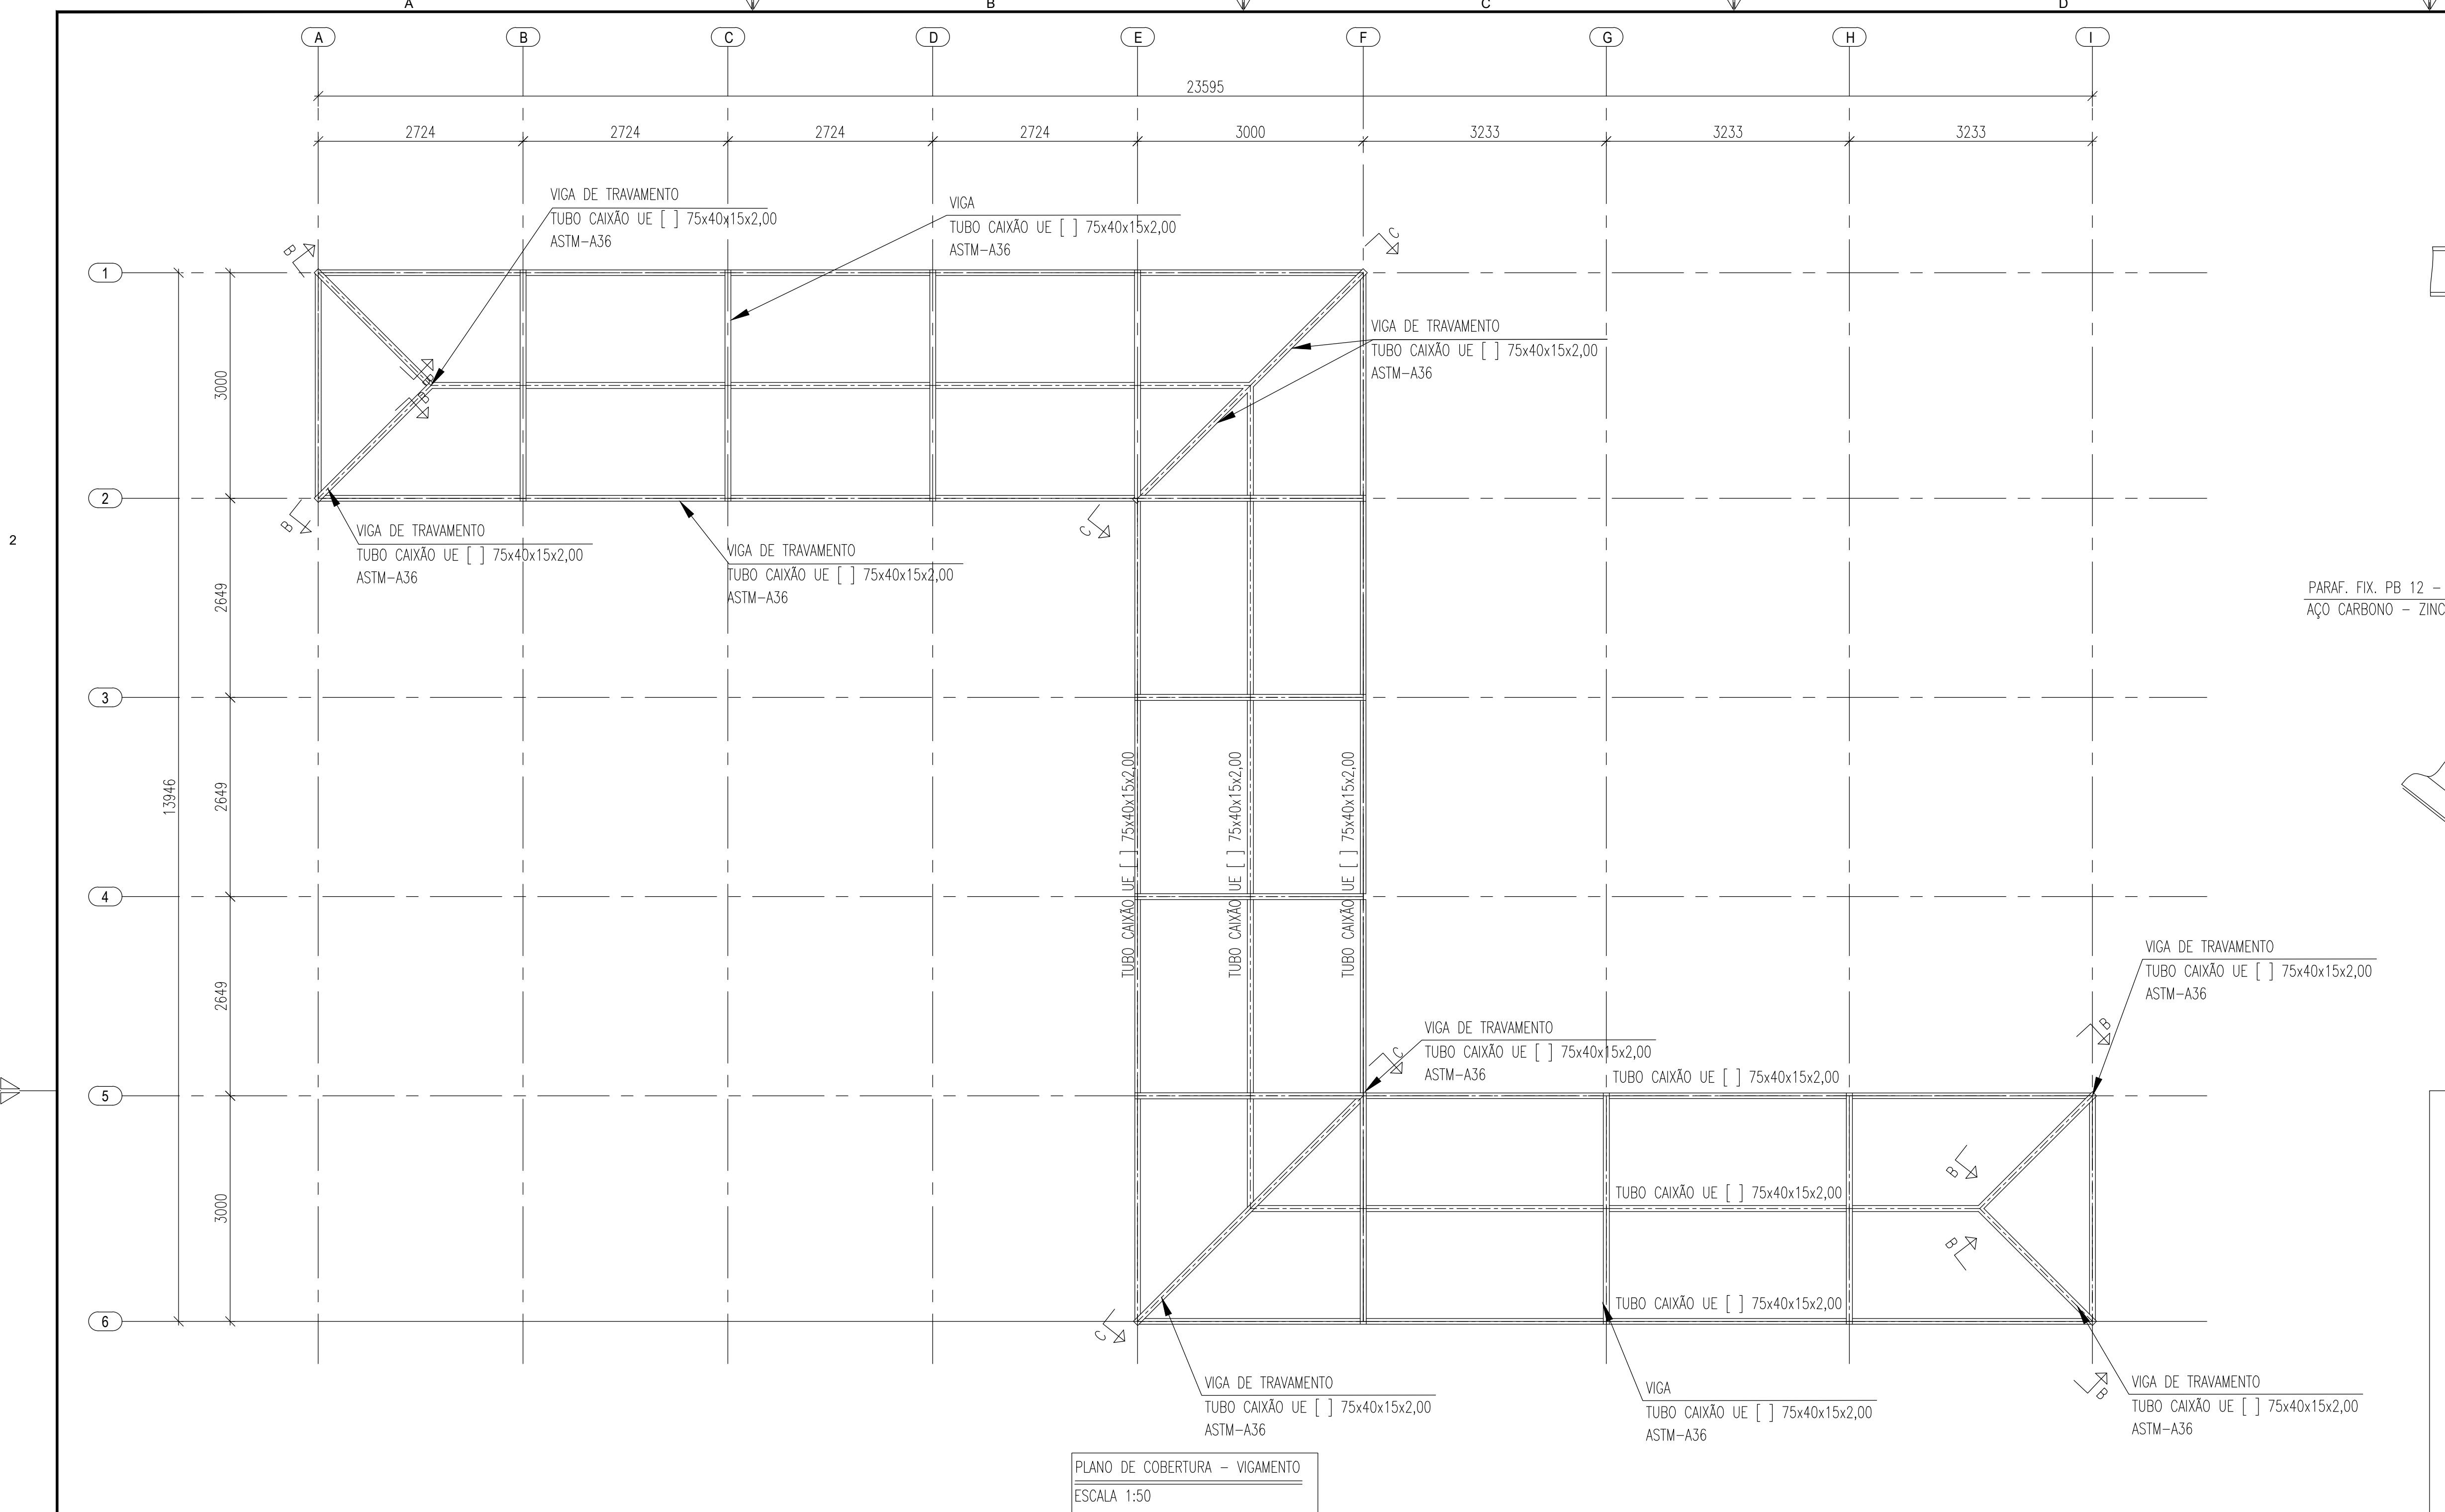 A B C D
A B C D E F G H I
23595
2724 2724 2724 2724 3000 3233 3233 3233
VIGA DE TRAVAMENTO
TUBO CAIXÃO UE [ ] 75x40x15x2,00
ASTM-A36
VIGA
TUBO CAIXÃO UE [ ] 75x40x15x2,00
ASTM-A36
B
C
1
VIGA DE TRAVAMENTO
TUBO CAIXÃO UE [ ] 75x40x15x2,00
ASTM-A36
3000
B
B
2
B
C
VIGA DE TRAVAMENTO
TUBO CAIXÃO UE [ ] 75x40x15x2,00
ASTM-A36
VIGA DE TRAVAMENTO
TUBO CAIXÃO UE [ ] 75x40x15x2,00
ASTM-A36
2
2649
PARAF. FIX. PB 12 -
AÇO CARBONO - ZINC
3
13946
2649
TUBO CAIXÃO UE [ ] 75x40x15x2,00
TUBO CAIXÃO UE [ ] 75x40x15x2,00
TUBO CAIXÃO UE [ ] 75x40x15x2,00
4
2649
VIGA DE TRAVAMENTO
TUBO CAIXÃO UE [ ] 75x40x15x2,00
ASTM-A36
B
VIGA DE TRAVAMENTO
TUBO CAIXÃO UE [ ] 75x40x15x2,00
ASTM-A36
C
TUBO CAIXÃO UE [ ] 75x40x15x2,00
5
B
3000
TUBO CAIXÃO UE [ ] 75x40x15x2,00
B
TUBO CAIXÃO UE [ ] 75x40x15x2,00
6
C
VIGA DE TRAVAMENTO
TUBO CAIXÃO UE [ ] 75x40x15x2,00
ASTM-A36
VIGA
TUBO CAIXÃO UE [ ] 75x40x15x2,00
ASTM-A36
B
VIGA DE TRAVAMENTO
TUBO CAIXÃO UE [ ] 75x40x15x2,00
ASTM-A36
PLANO DE COBERTURA - VIGAMENTO
ESCALA 1:50